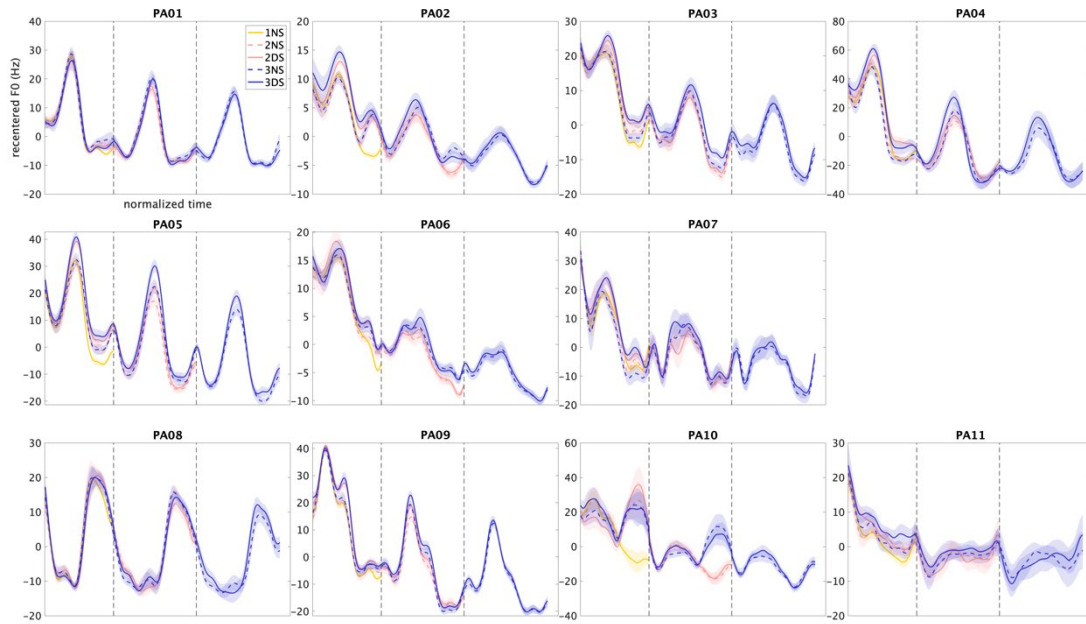 PA01 PA02 PA03 PA04
40 20 30 80
30 15 20 60
20 10 10 40
10 5 0 20
0 0 -10 0
-10 -5 -20 -20
-20 -10 -40
recentered F0 (Hz)
1NS
2NS
2DS
3NS
3DS
normalized time
PA05 PA06 PA07
40 20 40
30 15 30
20 10 20
10 5 10
0 0 0
-10 -5 -10
-20 -10 -20
PA08 PA09 PA10 PA11
30 40 60 30
20 30 40 20
10 20 20 10
0 10 0 0
-10 0 -20 -10
-20 -10 -40 -20
-20